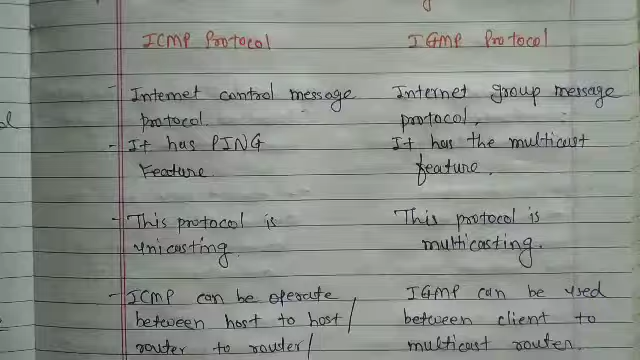 ICMP Protocol
- Internet control message
protocol.
- It has PING
Feature
- This protocol is
unicasting.
- ICMP can be operate
between host to host/
router to router/
IGMP Protocol
Internet group message
protocol.
It has the multicast
feature.
This protocol is
multicasting.
IGMP can be used
between client to
multicast router.